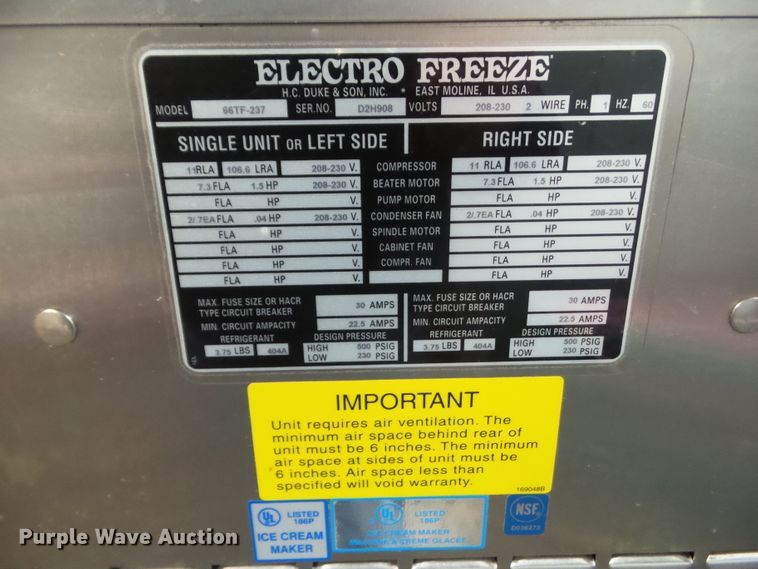 ELECTRO FREEZE
H.C. DUKE & SON, INC. * EAST MOLINE, IL U.S.A.
MODEL 66TF-237 SER.NO. D2H908 VOLTS 208-230 2 WIRE PH. 1 HZ. 60
SINGLE UNIT OR LEFT SIDE RIGHT SIDE
11 RLA 106.6 LRA 208-230 V. COMPRESSOR 11 RLA 106.6 LRA 208-230 V.
7.3 FLA 1.5 HP 208-230 V. BEATER MOTOR 7.3 FLA 1.5 HP 208-230 V.
FLA HP V. PUMP MOTOR FLA HP V.
2/.7EA FLA .04 HP 208-230 V. CONDENSER FAN 2/.7EA FLA .04 HP 208-230 V.
FLA HP V. SPINDLE MOTOR FLA HP V.
FLA HP V. CABINET FAN FLA HP V.
FLA HP V. COMPR. FAN FLA HP V.
FLA HP V. FLA HP V.
MAX. FUSE SIZE OR HACR TYPE CIRCUIT BREAKER 30 AMPS
MIN. CIRCUIT AMPACITY 22.5 AMPS
REFRIGERANT DESIGN PRESSURE
3.75 LBS 404A HIGH 500 PSIG
LOW 230 PSIG
MAX. FUSE SIZE OR HACR TYPE CIRCUIT BREAKER 30 AMPS
MIN. CIRCUIT AMPACITY 22.5 AMPS
REFRIGERANT DESIGN PRESSURE
3.75 LBS 404A HIGH 500 PSIG
LOW 230 PSIG
IMPORTANT
Unit requires air ventilation. The
minimum air space behind rear of
unit must be 6 inches. The minimum
air space at sides of unit must be
6 inches. Air space less than
specified will void warranty.
169048B
UL LISTED
186P
ICE CREAM
MAKER
UL LISTED
186P
ICE CREAM MAKER
MACHINE À CRÈME GLACÉE
NSF
Purple Wave Auction